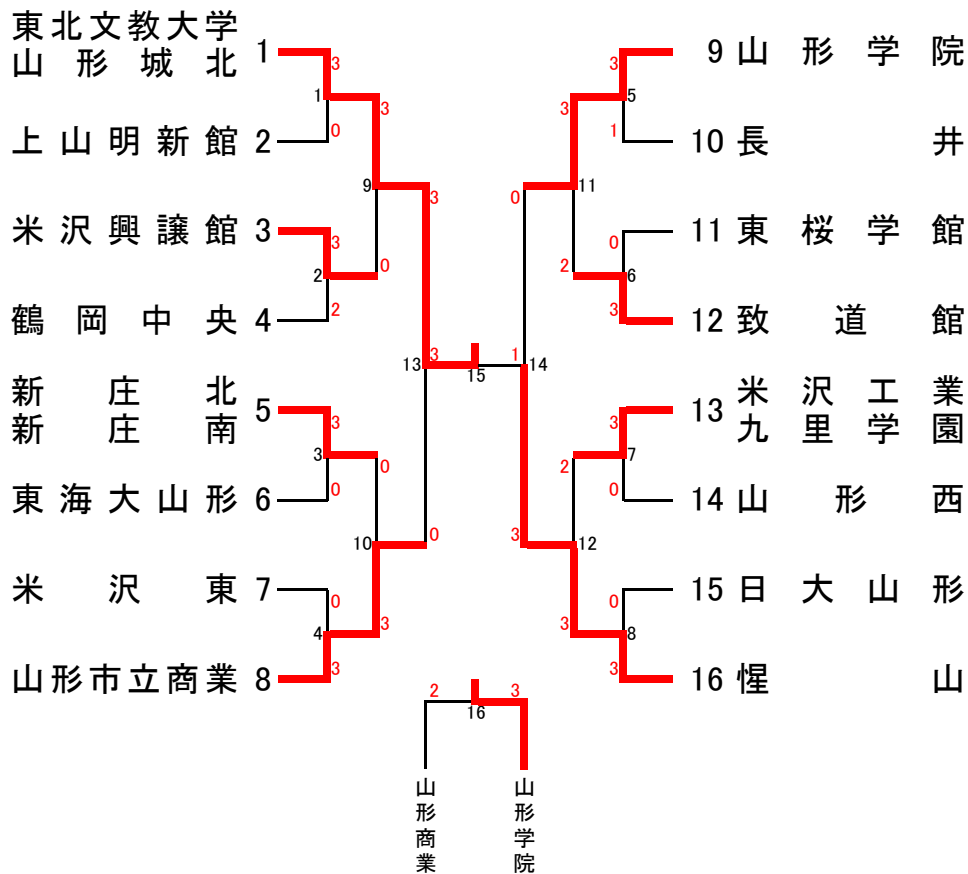 東北文教大学
山形城北 1
上山明新館 2
米沢興譲館 3
鶴岡中央 4
新庄北
新庄南 5
東海大山形 6
米沢東 7
山形市立商業 8
9 山形学院
10 長井
11 東桜学館
12 致道館
13 米沢工業
九里学園
14 山形西
15 日大山形
16 惺山
3
1
0
3
9
3
2
2
0
3
3
3
0
0
10
0
4
3
3
13
3
0
3
15
1
14
0
3
3
5
1
11
0
2
6
3
3
2
7
0
12
0
3
8
3
2
16
3
山形商業
山形学院